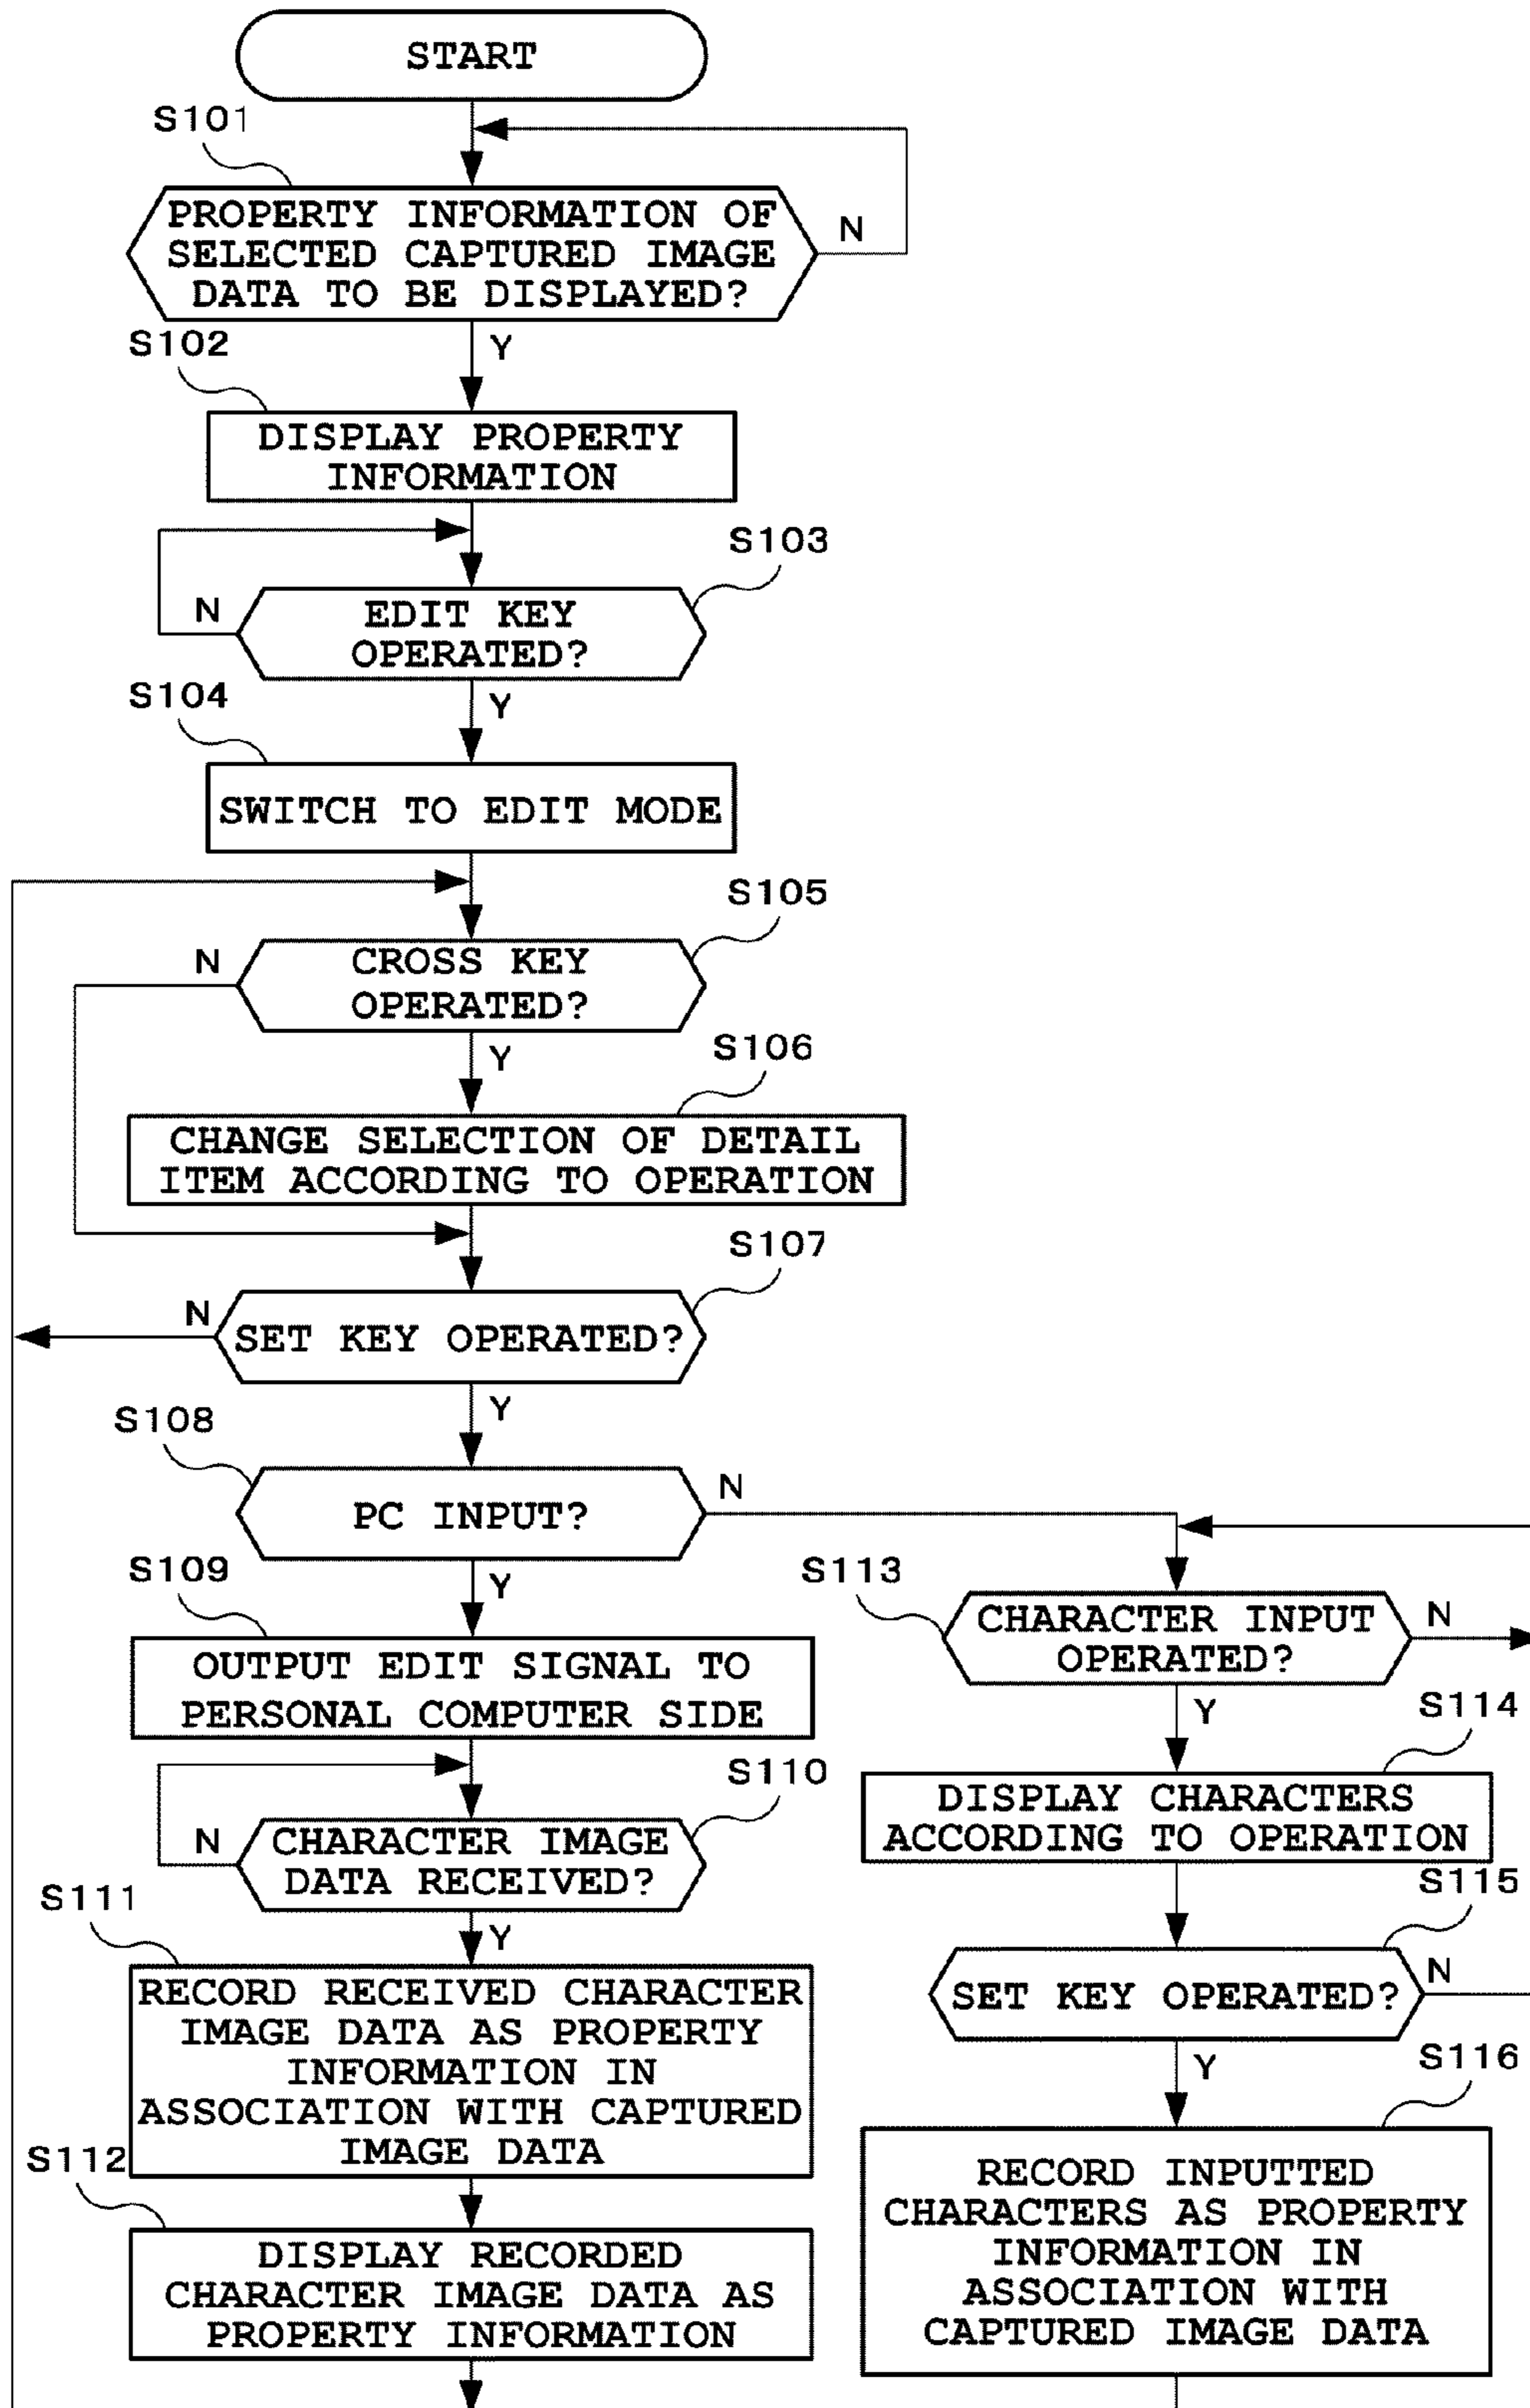 START
S101
PROPERTY INFORMATION OF
SELECTED CAPTURED IMAGE
DATA TO BE DISPLAYED?
N
Y
S102
DISPLAY PROPERTY
INFORMATION
S103
N
EDIT KEY
OPERATED?
Y
S104
SWITCH TO EDIT MODE
S105
N
CROSS KEY
OPERATED?
Y
S106
CHANGE SELECTION OF DETAIL
ITEM ACCORDING TO OPERATION
S107
N
SET KEY OPERATED?
Y
S108
PC INPUT?
N
Y
S109
OUTPUT EDIT SIGNAL TO
PERSONAL COMPUTER SIDE
S110
N
CHARACTER IMAGE
DATA RECEIVED?
Y
S111
RECORD RECEIVED CHARACTER
IMAGE DATA AS PROPERTY
INFORMATION IN
ASSOCIATION WITH CAPTURED
IMAGE DATA
S112
DISPLAY RECORDED
CHARACTER IMAGE DATA AS
PROPERTY INFORMATION
S113
CHARACTER INPUT
OPERATED?
N
Y
S114
DISPLAY CHARACTERS
ACCORDING TO OPERATION
S115
SET KEY OPERATED?
N
Y
S116
RECORD INPUTTED
CHARACTERS AS PROPERTY
INFORMATION IN
ASSOCIATION WITH
CAPTURED IMAGE DATA